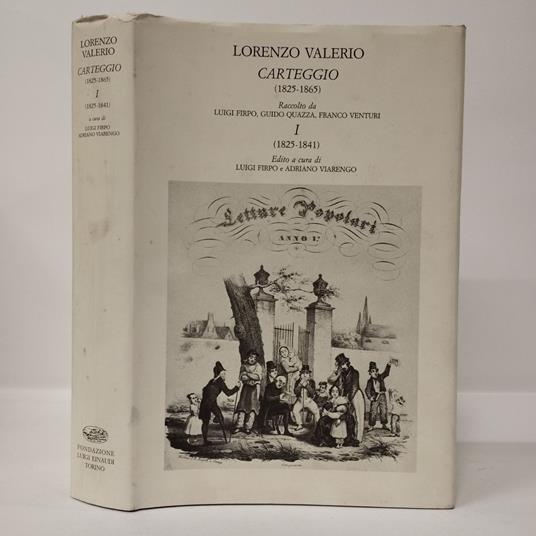 LORENZO
VALERIO
CARTEGGIO
(1825-1865)
I
(1825-1841)
a cura di
LUIGI FIRPO
ADRIANO VIARENGO
FONDAZIONE
LUIGI EINAUDI
TORINO
LORENZO VALERIO
CARTEGGIO
(1825-1865)
Raccolto da
LUIGI FIRPO, GUIDO QUAZZA, FRANCO VENTURI
I
(1825-1841)
Edito a cura di
LUIGI FIRPO e ADRIANO VIARENGO
Letture Popolari
ANNO 1º